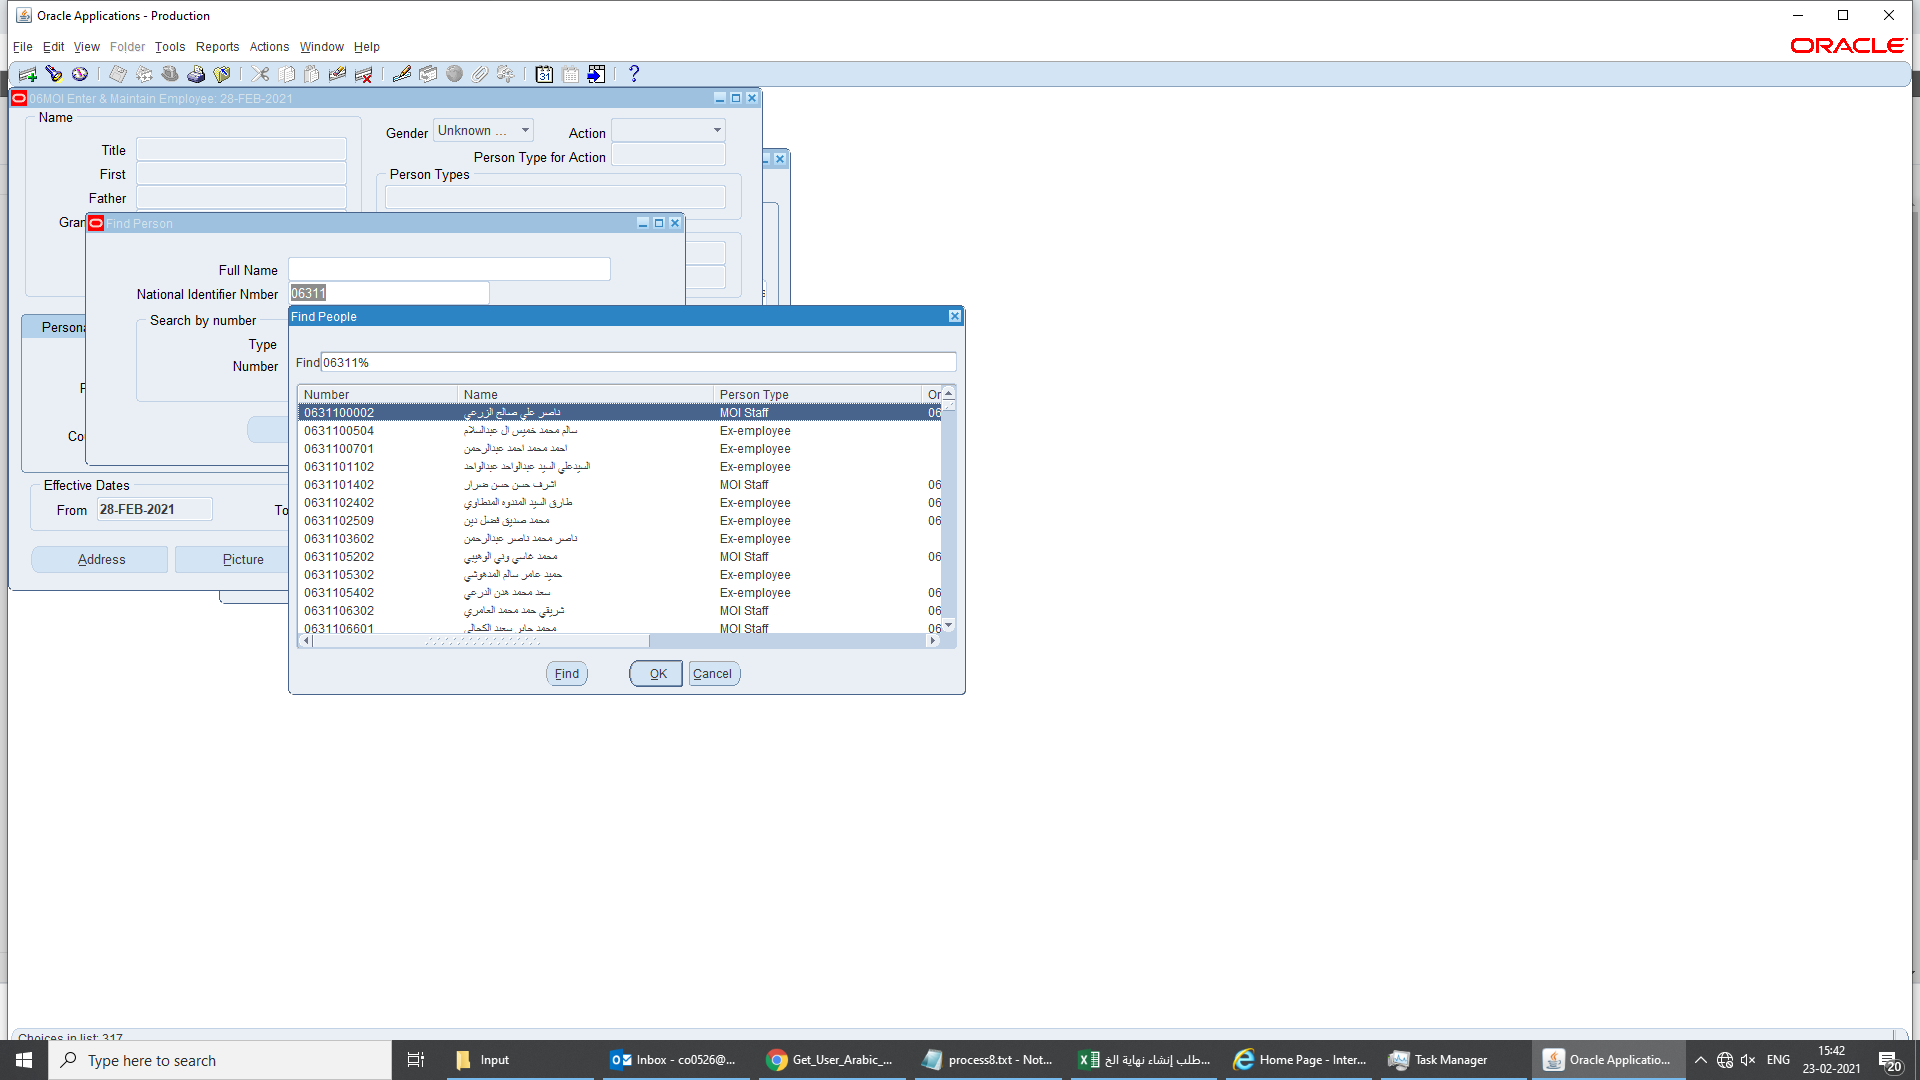 Oracle Applications - Production
File Edit View Folder Tools Reports Actions Window Help
ORACLE
06MOI Enter & Maintain Employee: 28-FEB-2021
Name
Title
First
Father
Gran
Gender Unknown ... Action
Person Type for Action
Person Types
Find Person
Full Name
National Identifier Nmber 06311
Search by number
Type
Number
Persona
Co
Effective Dates
From 28-FEB-2021 To
Address Picture
Find People
Find 06311%
Number Name Person Type Or
0631100002 ناصر علي صالح الزرعي MOI Staff 06
0631100504 سالم محمد خميس ال عبدالسلام Ex-employee
0631100701 احمد محمد احمد عبدالرحمن Ex-employee
0631101102 السيدعلي السيد عبدالواحد عبدالواحد Ex-employee
0631101402 اشرف حسن حسن ضرار MOI Staff 06
0631102402 طارق السيد المندوه المنطاوي Ex-employee 06
0631102509 محمد صديق فضل دين Ex-employee 06
0631103602 ناصر محمد ناصر عبدالرحمن Ex-employee
0631105202 محمد غاسي وني الوهيبي MOI Staff 06
0631105302 حميد عامر سالم المدهوشي Ex-employee
0631105402 سعد محمد هدن الذرعي Ex-employee 06
0631106302 شريقي حمد محمد العامري MOI Staff 06
0631106601 محمد جابر سعيد الكحالي MOI Staff 06
Find OK Cancel
Choices in list: 317
Type here to search
Input
Inbox - co0526@...
Get_User_Arabic_...
process8.txt - Not...
طلب إنشاء نهاية الخ...
Home Page - Inter...
Task Manager
Oracle Applicatio...
ENG
15:42
23-02-2021
20